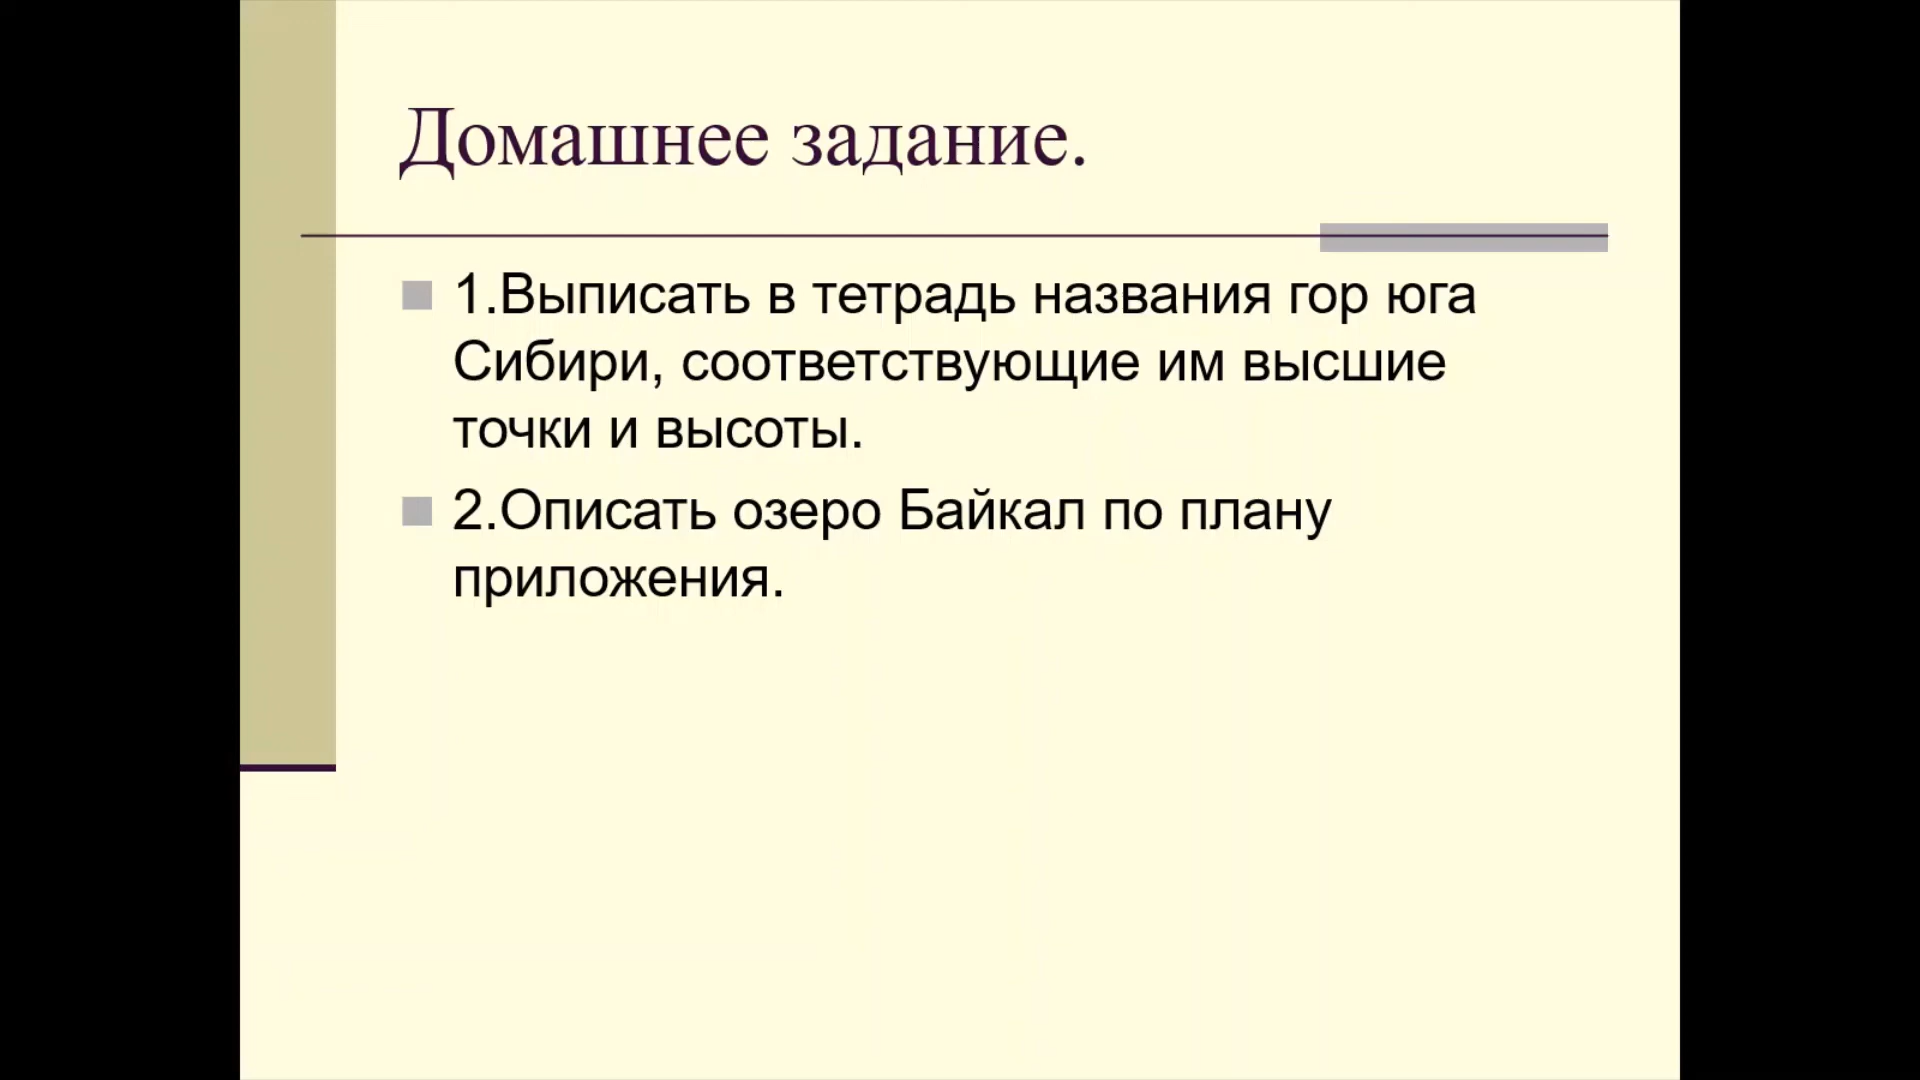 Домашнее задание.
1.Выписать в тетрадь названия гор юга
Сибири, соответствующие им высшие
точки и высоты.
2.Описать озеро Байкал по плану
приложения.